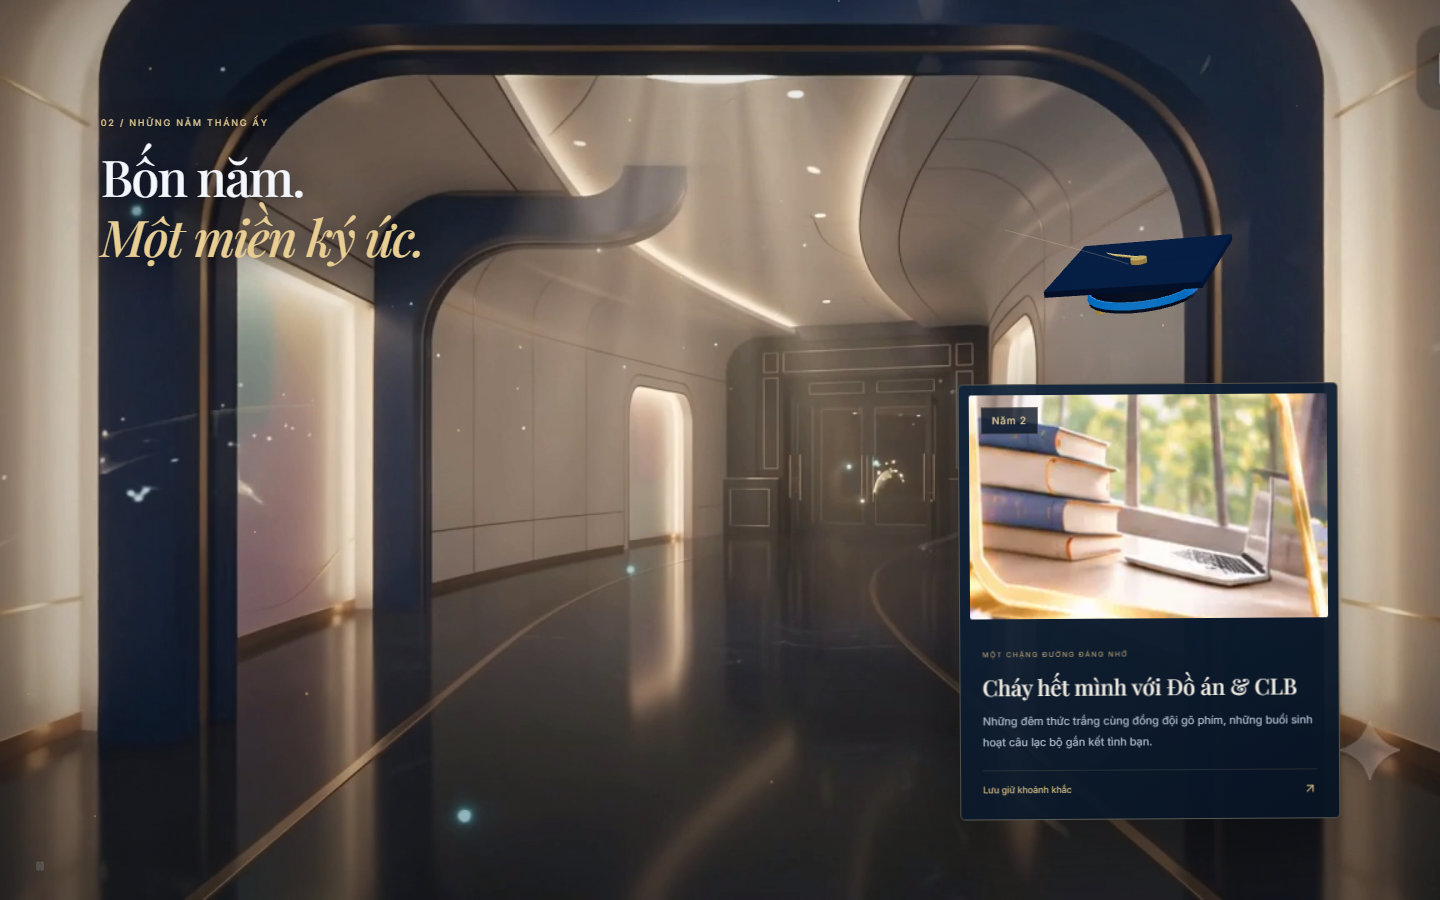 02 / NHỮNG NĂM THÁNG ẤY
Bốn năm.
Một miền ký ức.
Năm 2
MỘT CHẶNG ĐƯỜNG ĐÁNG NHỚ
Cháy hết mình với Đồ án & CLB
Những đêm thức trắng cùng đồng đội gõ phím, những buổi sinh
hoạt câu lạc bộ gắn kết tình bạn.
Lưu giữ khoảnh khắc